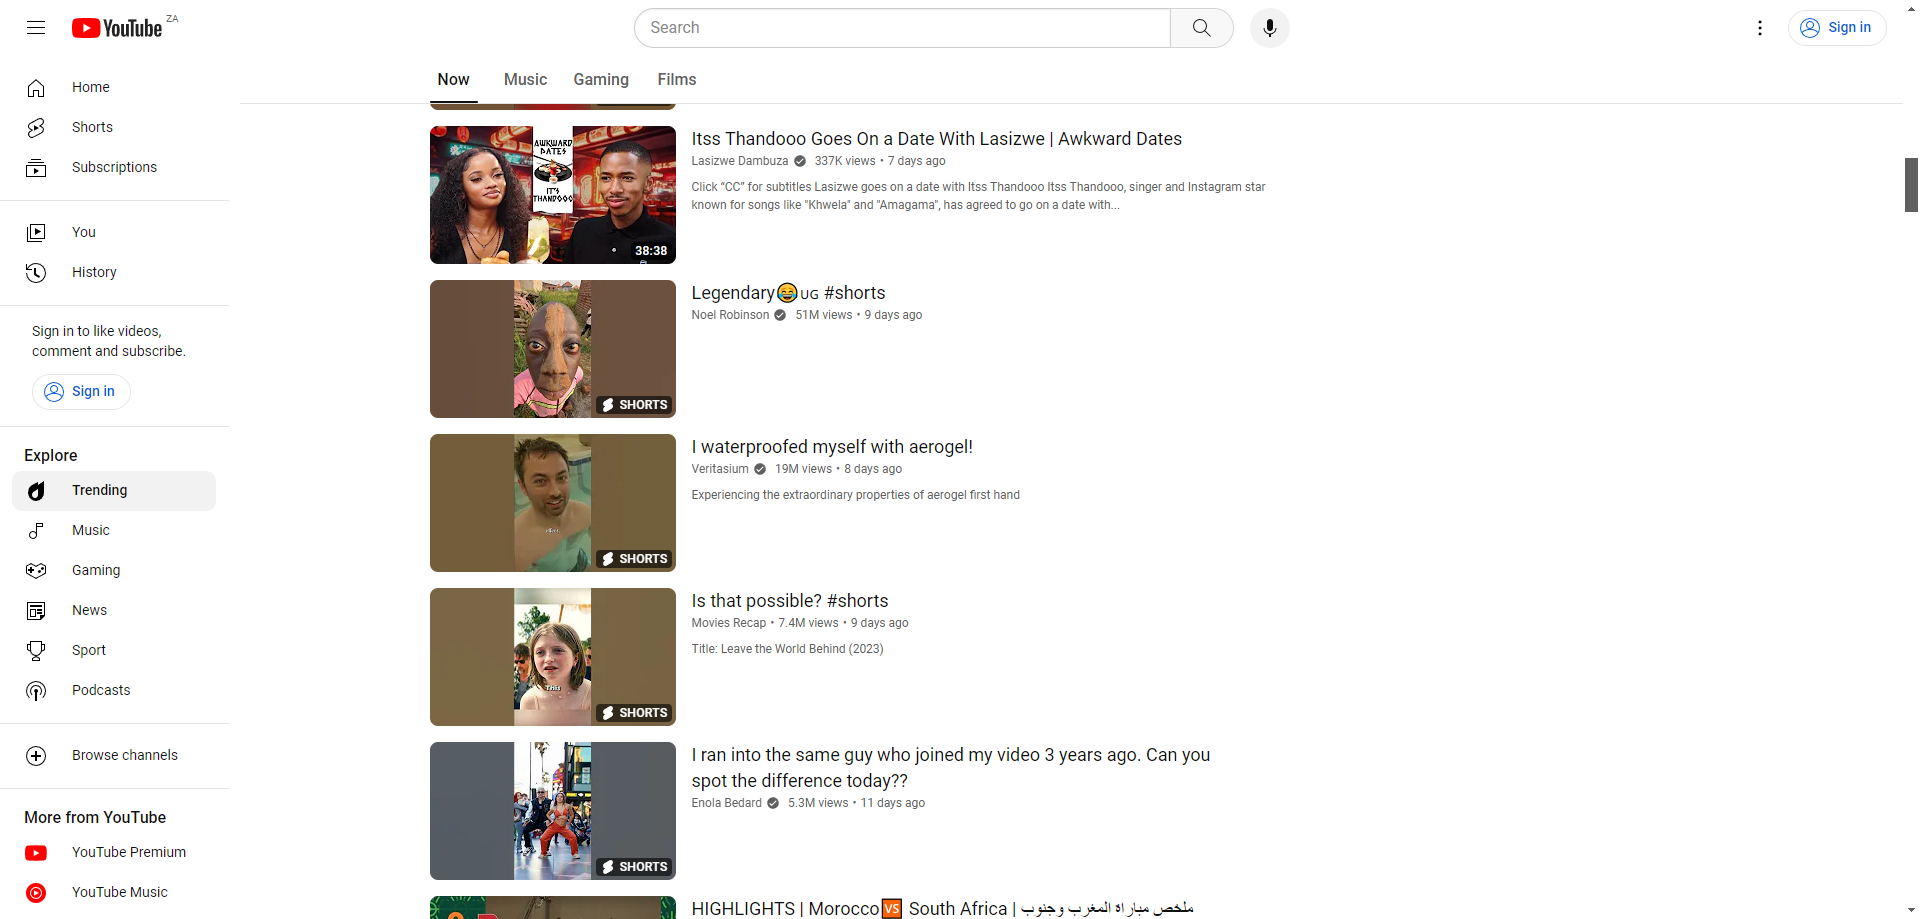 YouTube ZA
Search
Sign in
Home
Shorts
Subscriptions
You
History
Sign in to like videos,
comment and subscribe.
Sign in
Explore
Trending
Music
Gaming
News
Sport
Podcasts
Browse channels
More from YouTube
YouTube Premium
YouTube Music
Now Music Gaming Films
AWKWARD
DATES
IT'S
THANDOOO
38:38
Itss Thandooo Goes On a Date With Lasizwe | Awkward Dates
Lasizwe Dambuza 337K views • 7 days ago
Click “CC” for subtitles Lasizwe goes on a date with Itss Thandooo Itss Thandooo, singer and Instagram star
known for songs like "Khwela" and "Amagama", has agreed to go on a date with...
SHORTS
Legendary😂UG #shorts
Noel Robinson 51M views • 9 days ago
SHORTS
I waterproofed myself with aerogel!
Veritasium 19M views • 8 days ago
Experiencing the extraordinary properties of aerogel first hand
This
SHORTS
Is that possible? #shorts
Movies Recap • 7.4M views • 9 days ago
Title: Leave the World Behind (2023)
SHORTS
I ran into the same guy who joined my video 3 years ago. Can you
spot the difference today??
Enola Bedard 5.3M views • 11 days ago
HIGHLIGHTS | Morocco🆚 South Africa | ملخص مباراة المغرب وجنوب